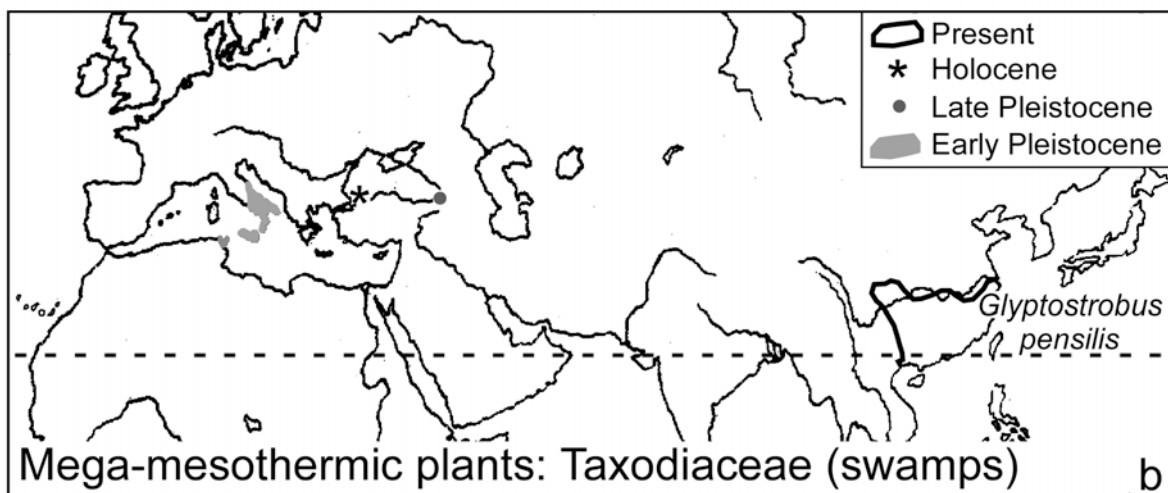 Present
* Holocene
Late Pleistocene
Early Pleistocene
Glyptostrobus
pensilis
Mega-mesothermic plants: Taxodiaceae (swamps)
b